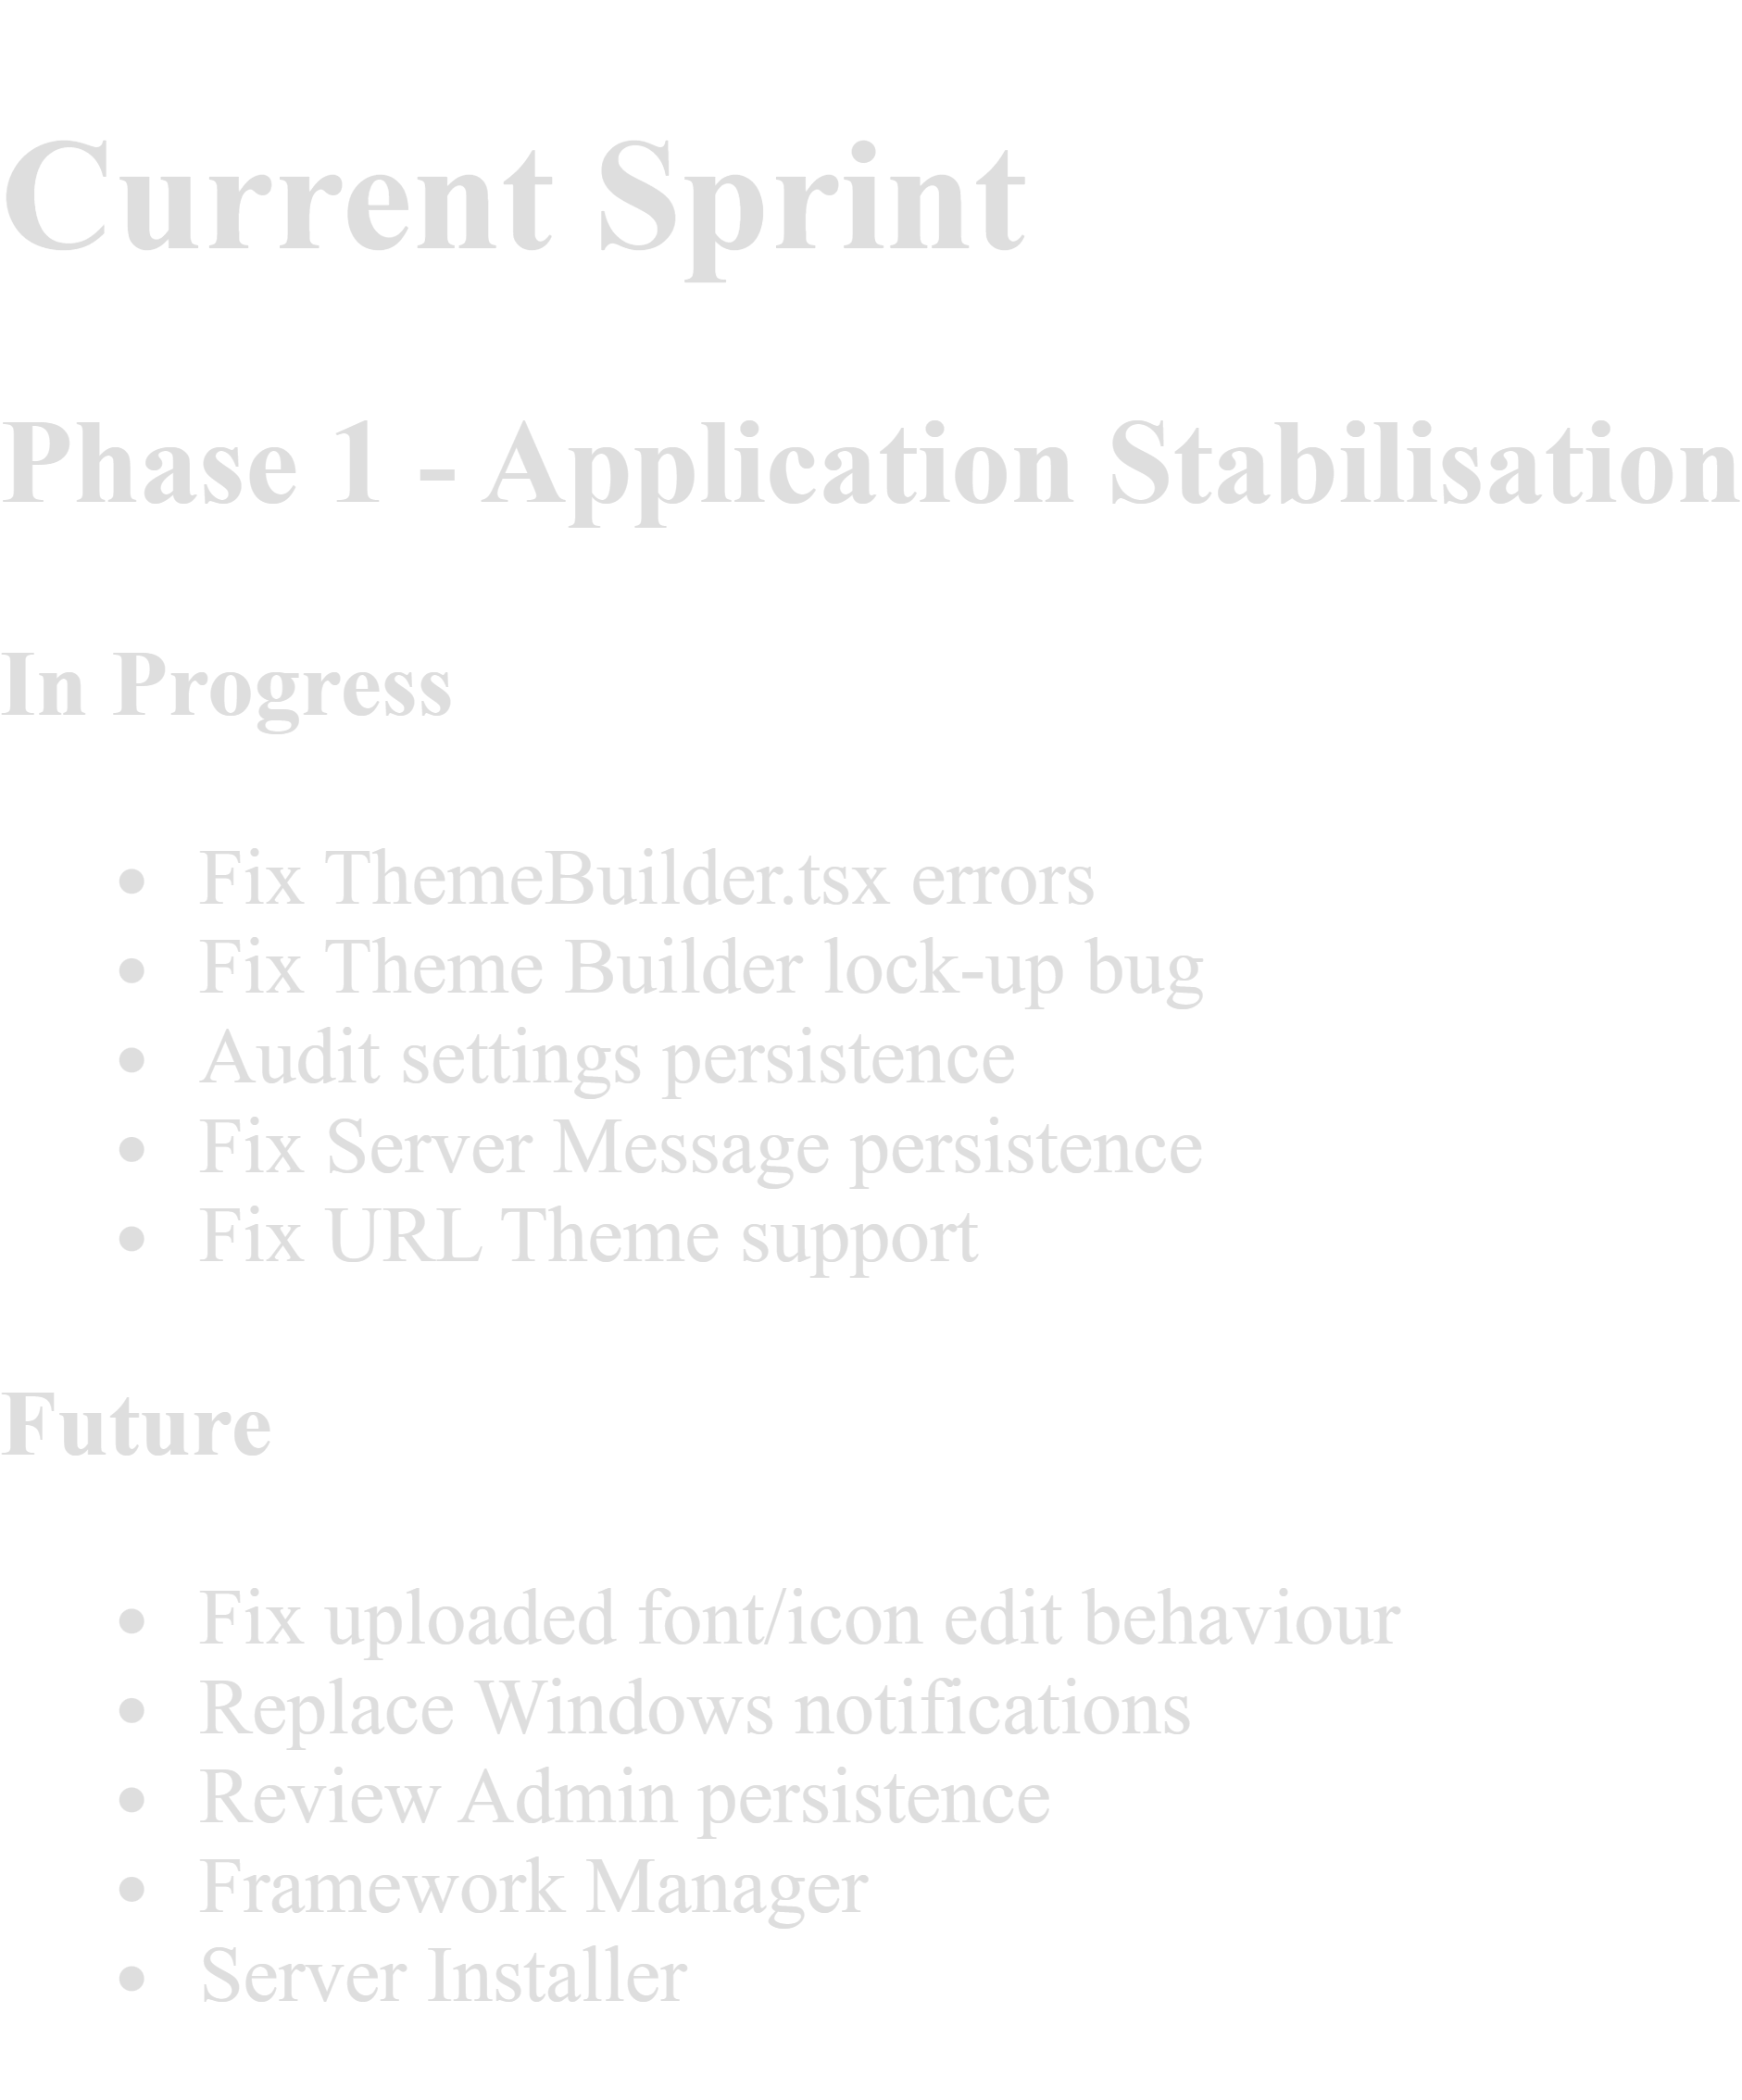 Current Sprint
Phase 1 - Application Stabilisation
In Progress
• Fix ThemeBuilder.tsx errors
• Fix Theme Builder lock-up bug
• Audit settings persistence
• Fix Server Message persistence
• Fix URL Theme support
Future
• Fix uploaded font/icon edit behaviour
• Replace Windows notifications
• Review Admin persistence
• Framework Manager
• Server Installer